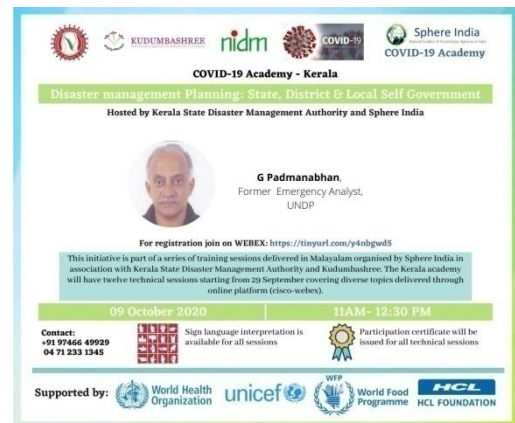 KUDUMBASHREE
nidm
COVID-19
Sphere India
COVID-19 Academy
COVID-19 Academy - Kerala
Disaster management Planning: State, District & Local Self Government
Hosted by Kerala State Disaster Management Authority and Sphere India
G Padmanabhan,
Former Emergency Analyst,
UNDP
For registration join on WEBEX: https://tinyurl.com/y4nbgwd5
This initiative is part of a series of training sessions delivered in Malayalam organised by Sphere India in
association with Kerala State Disaster Management Authority and Kudumbashree. The Kerala academy
will have twelve technical sessions starting from 29 September covering diverse topics delivered through
online platform (cisco-webex).
09 October 2020
11AM- 12:30 PM
Contact:
+91 97466 49929
04 71 233 1345
Sign language interpretation is
available for all sessions
Participation certificate will be
issued for all technical sessions
Supported by:
World Health
Organization
unicef
WFP
World Food
Programme
HCL
HCL FOUNDATION